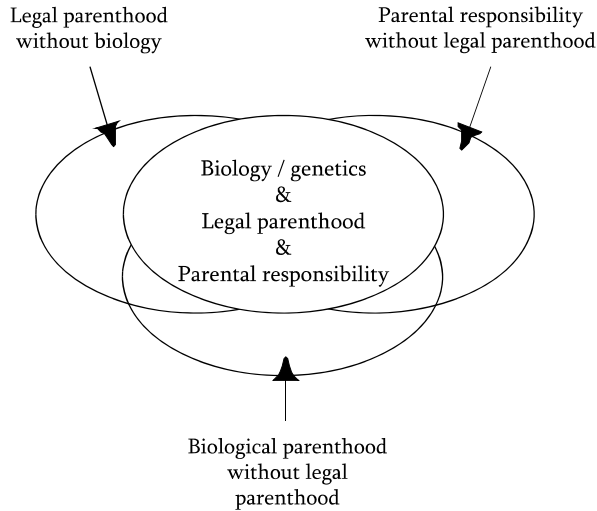 Legal parenthood
without biology
Parental responsibility
without legal parenthood
Biology / genetics
&
Legal parenthood
&
Parental responsibility
Biological parenthood
without legal
parenthood